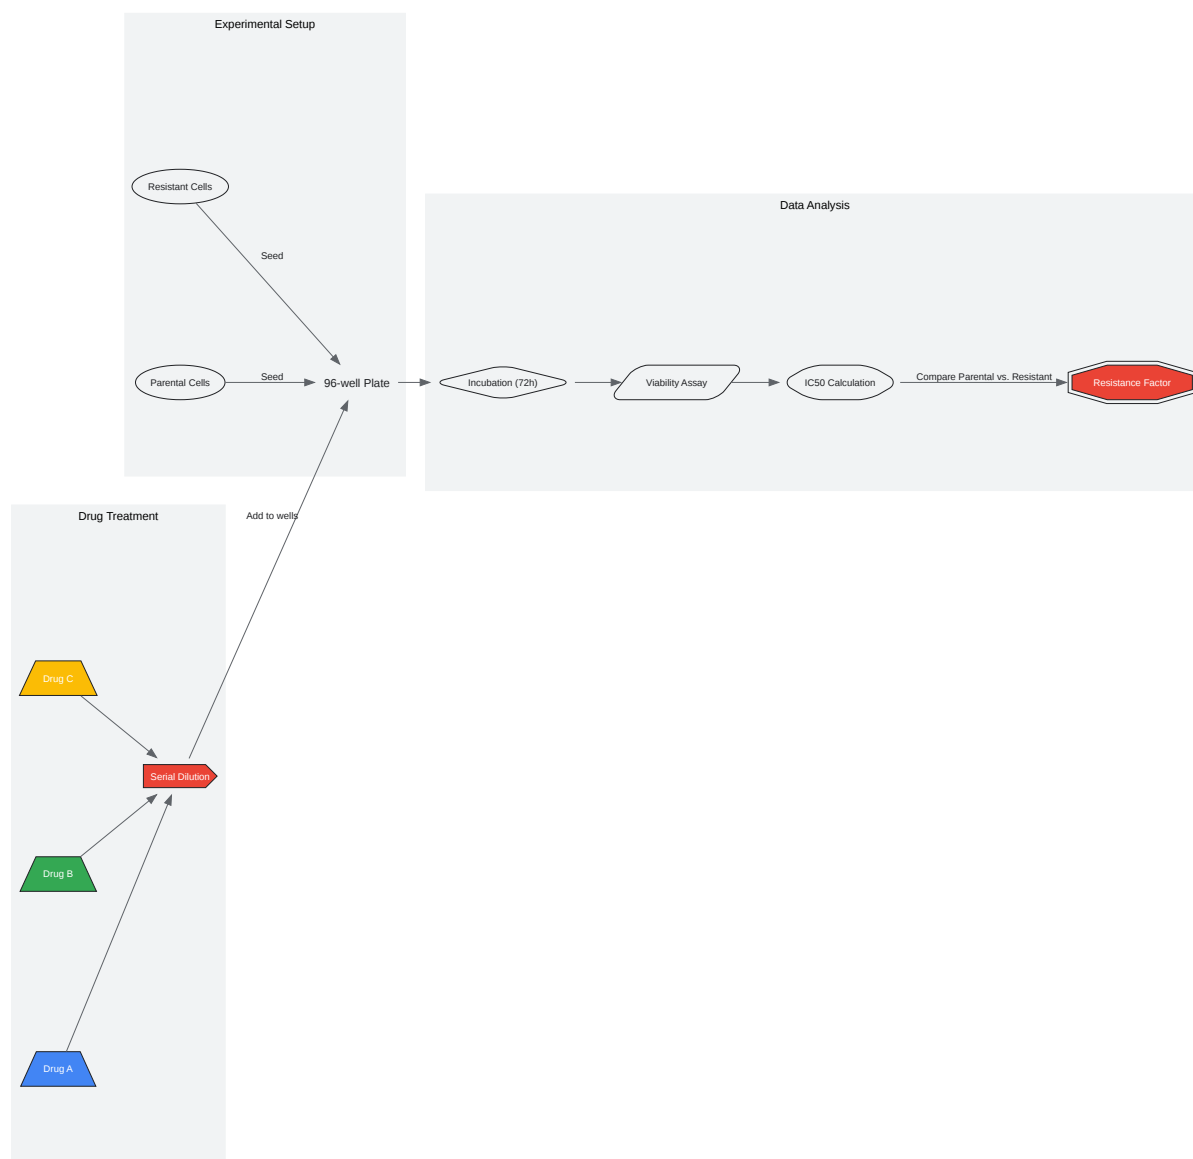 Experimental Setup
Resistant Cells
Seed
Parental Cells
Seed
96-well Plate
Data Analysis
Incubation (72h)
Viability Assay
IC50 Calculation
Compare Parental vs. Resistant
Resistance Factor
Drug Treatment
Add to wells
Drug C
Serial Dilution
Drug B
Drug A